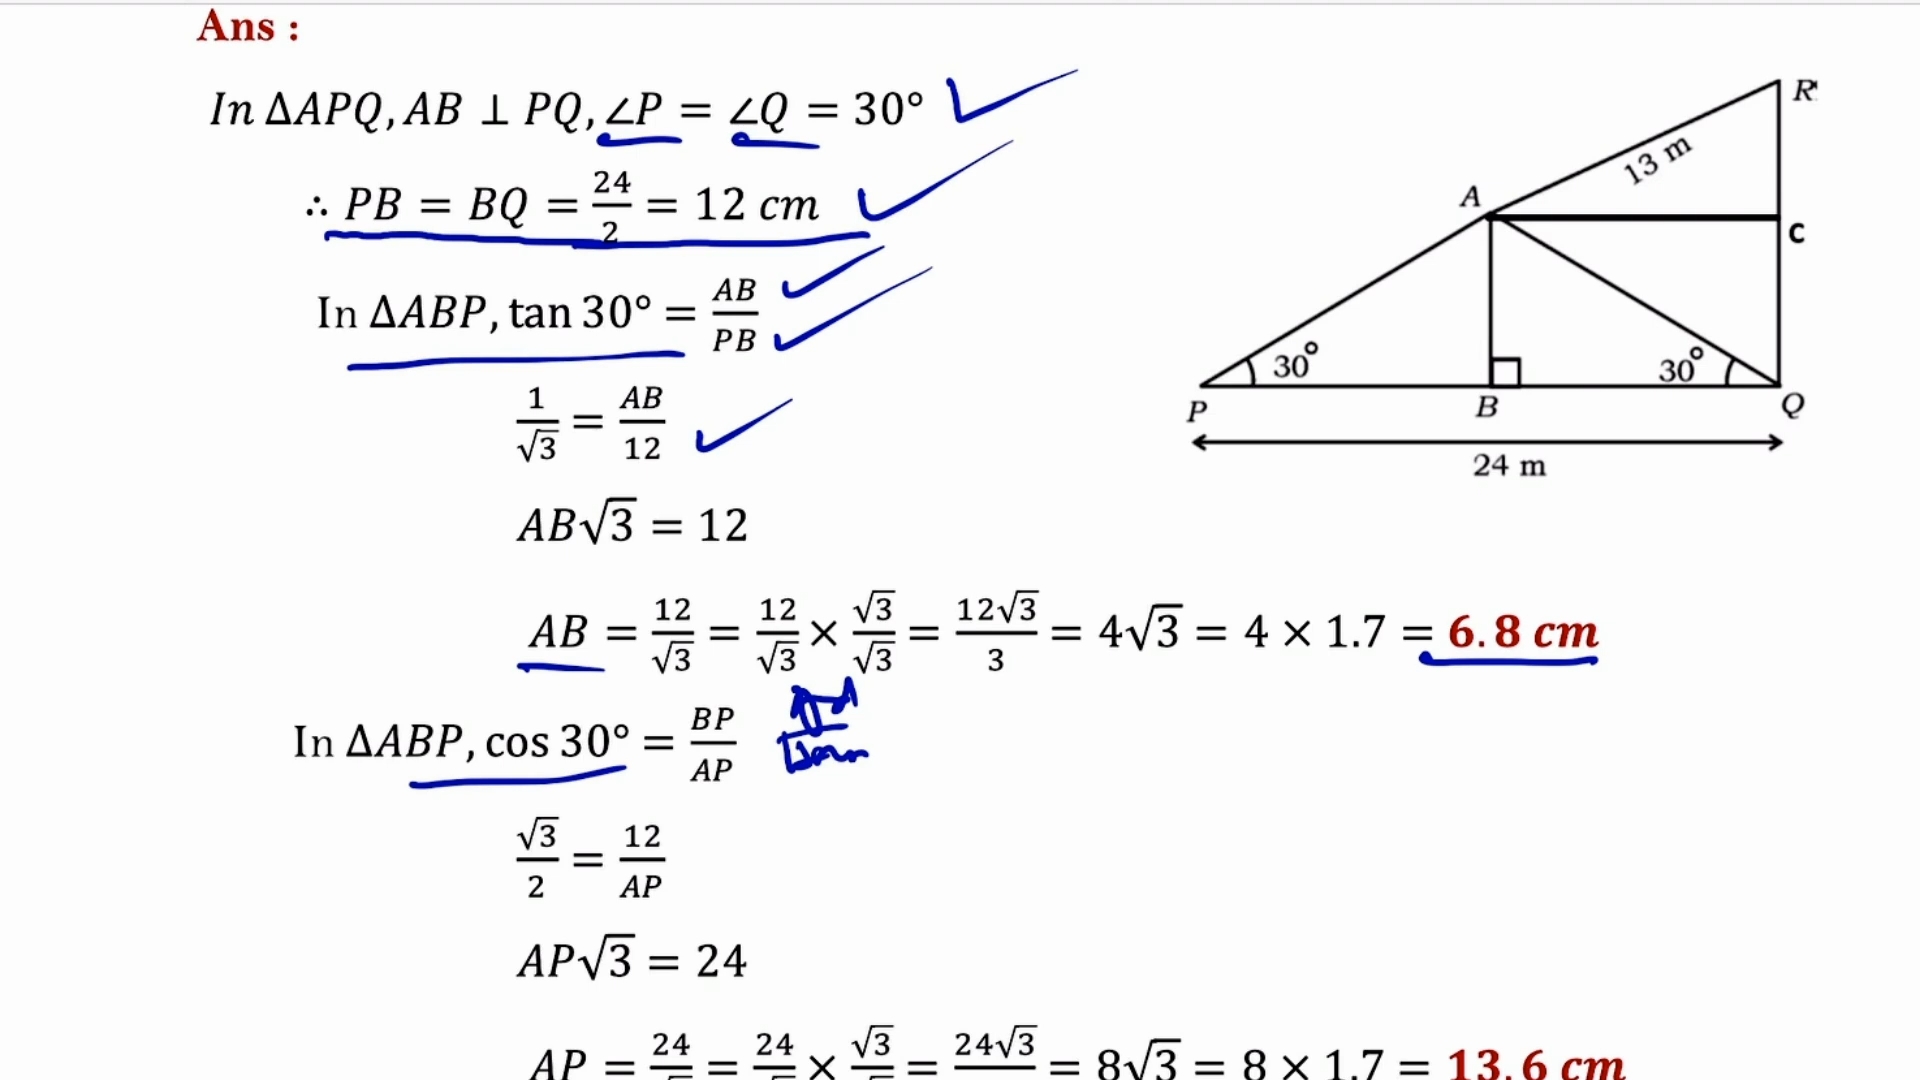 Ans :
In ΔAPQ, AB ⊥ PQ, ∠P = ∠Q = 30°
∴ PB = BQ = 24/2 = 12 cm
In ΔABP, tan 30° = AB/PB
1/√3 = AB/12
AB√3 = 12
AB = 12/√3 = 12/√3 × √3/√3 = 12√3/3 = 4√3 = 4 × 1.7 = 6.8 cm
In ΔABP, cos 30° = BP/AP
√3/2 = 12/AP
AP√3 = 24
AP = 24/√3 = 24/√3 × √3/√3 = 24√3 = 8√3 = 8 × 1.7 = 13.6 cm
R
13 m
A
C
30°
30°
P
B
Q
24 m